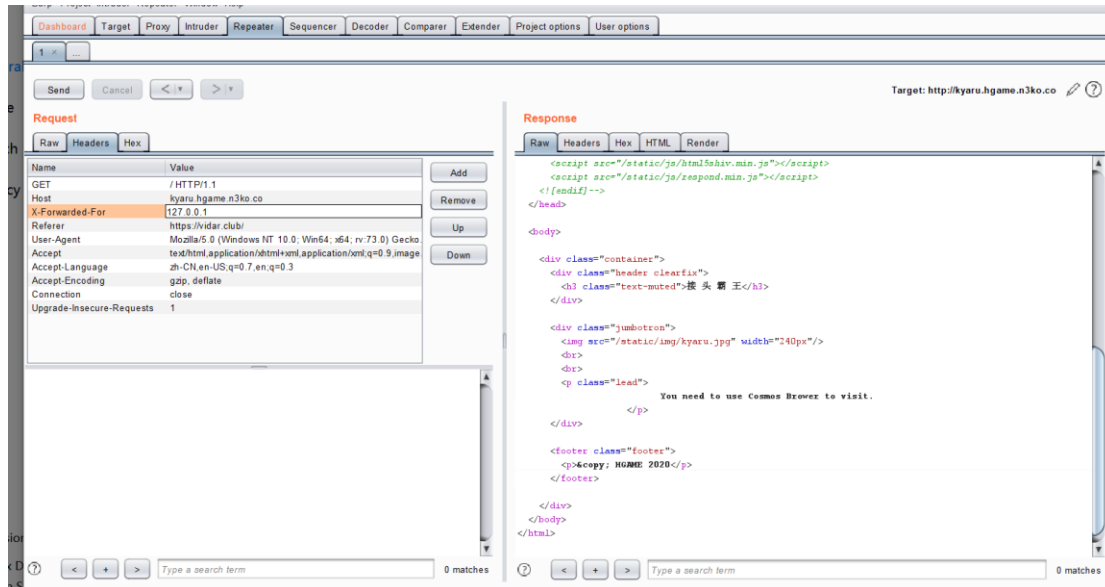 Dashboard Target Proxy Intruder Repeater Sequencer Decoder Comparer Extender Project options User options
1 × ...
Send Cancel < > Target: http://kyaru.hgame.n3ko.co
Request
Raw Headers Hex
Name Value
GET / HTTP/1.1
Host kyaru.hgame.n3ko.co
X-Forwarded-For 127.0.0.1
Referer https://vidar.club/
User-Agent Mozilla/5.0 (Windows NT 10.0; Win64; x64; rv:73.0) Gecko.
Accept text/html,application/xhtml+xml,application/xml;q=0.9,image
Accept-Language zh-CN,en-US;q=0.7,en;q=0.3
Accept-Encoding gzip, deflate
Connection close
Upgrade-Insecure-Requests 1
Add
Remove
Up
Down
< + > Type a search term 0 matches
Response
Raw Headers Hex HTML Render
<script src="/static/js/html5shiv.min.js"></script>
<script src="/static/js/respond.min.js"></script>
<![endif]-->
</head>
<body>
<div class="container">
<div class="header clearfix">
<h3 class="text-muted">接 头 霸 王</h3>
</div>
<div class="jumbotron">
<img src="/static/img/kyaru.jpg" width="240px"/>
<br>
<br>
<p class="lead">
You need to use Cosmos Brower to visit.
</p>
</div>
<footer class="footer">
<p>&copy; HGAME 2020</p>
</footer>
</div>
</body>
</html>
< + > Type a search term 0 matches